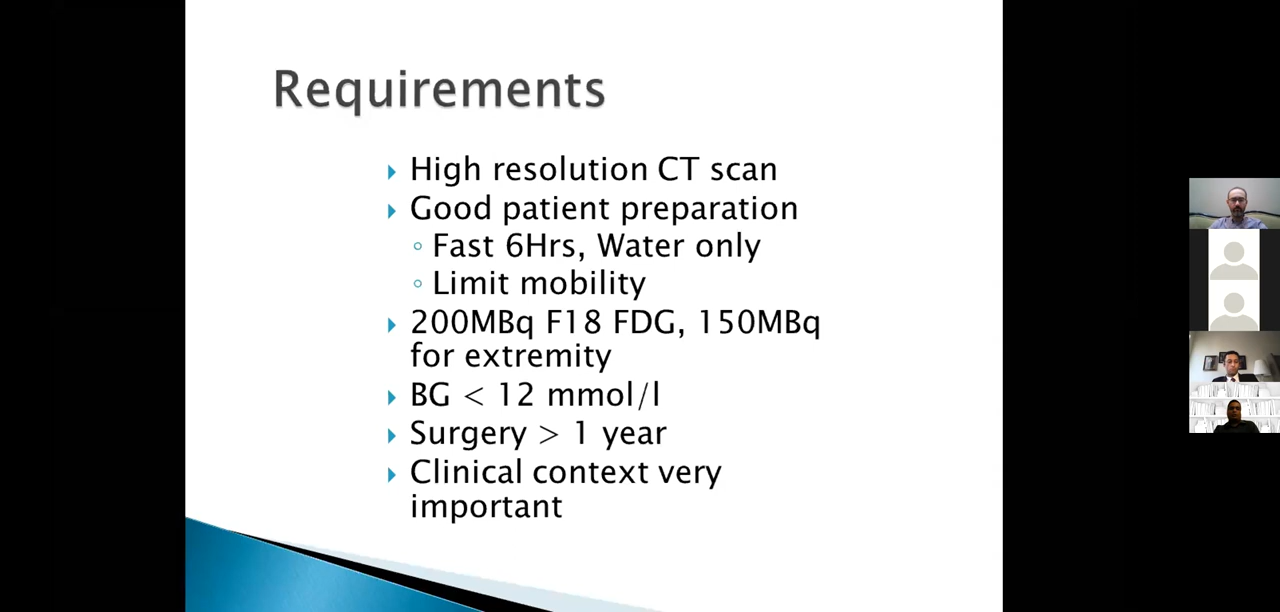 Requirements
High resolution CT scan
Good patient preparation
Fast 6Hrs, Water only
Limit mobility
200MBq F18 FDG, 150MBq
for extremity
BG < 12 mmol/l
Surgery > 1 year
Clinical context very
important